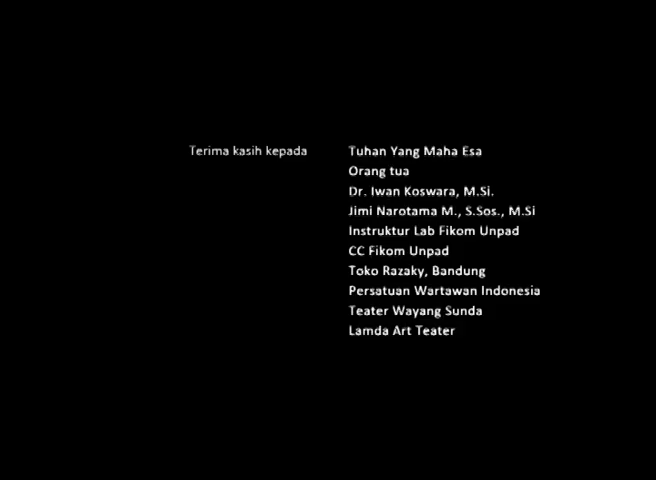 Terima kasih kepada Tuhan Yang Maha Esa
Orang tua
Dr. Iwan Koswara, M.Si.
Jimi Narotama M., S.Sos., M.Si
Instruktur Lab Fikom Unpad
CC Fikom Unpad
Toko Razaky, Bandung
Persatuan Wartawan Indonesia
Teater Wayang Sunda
Lamda Art Teater